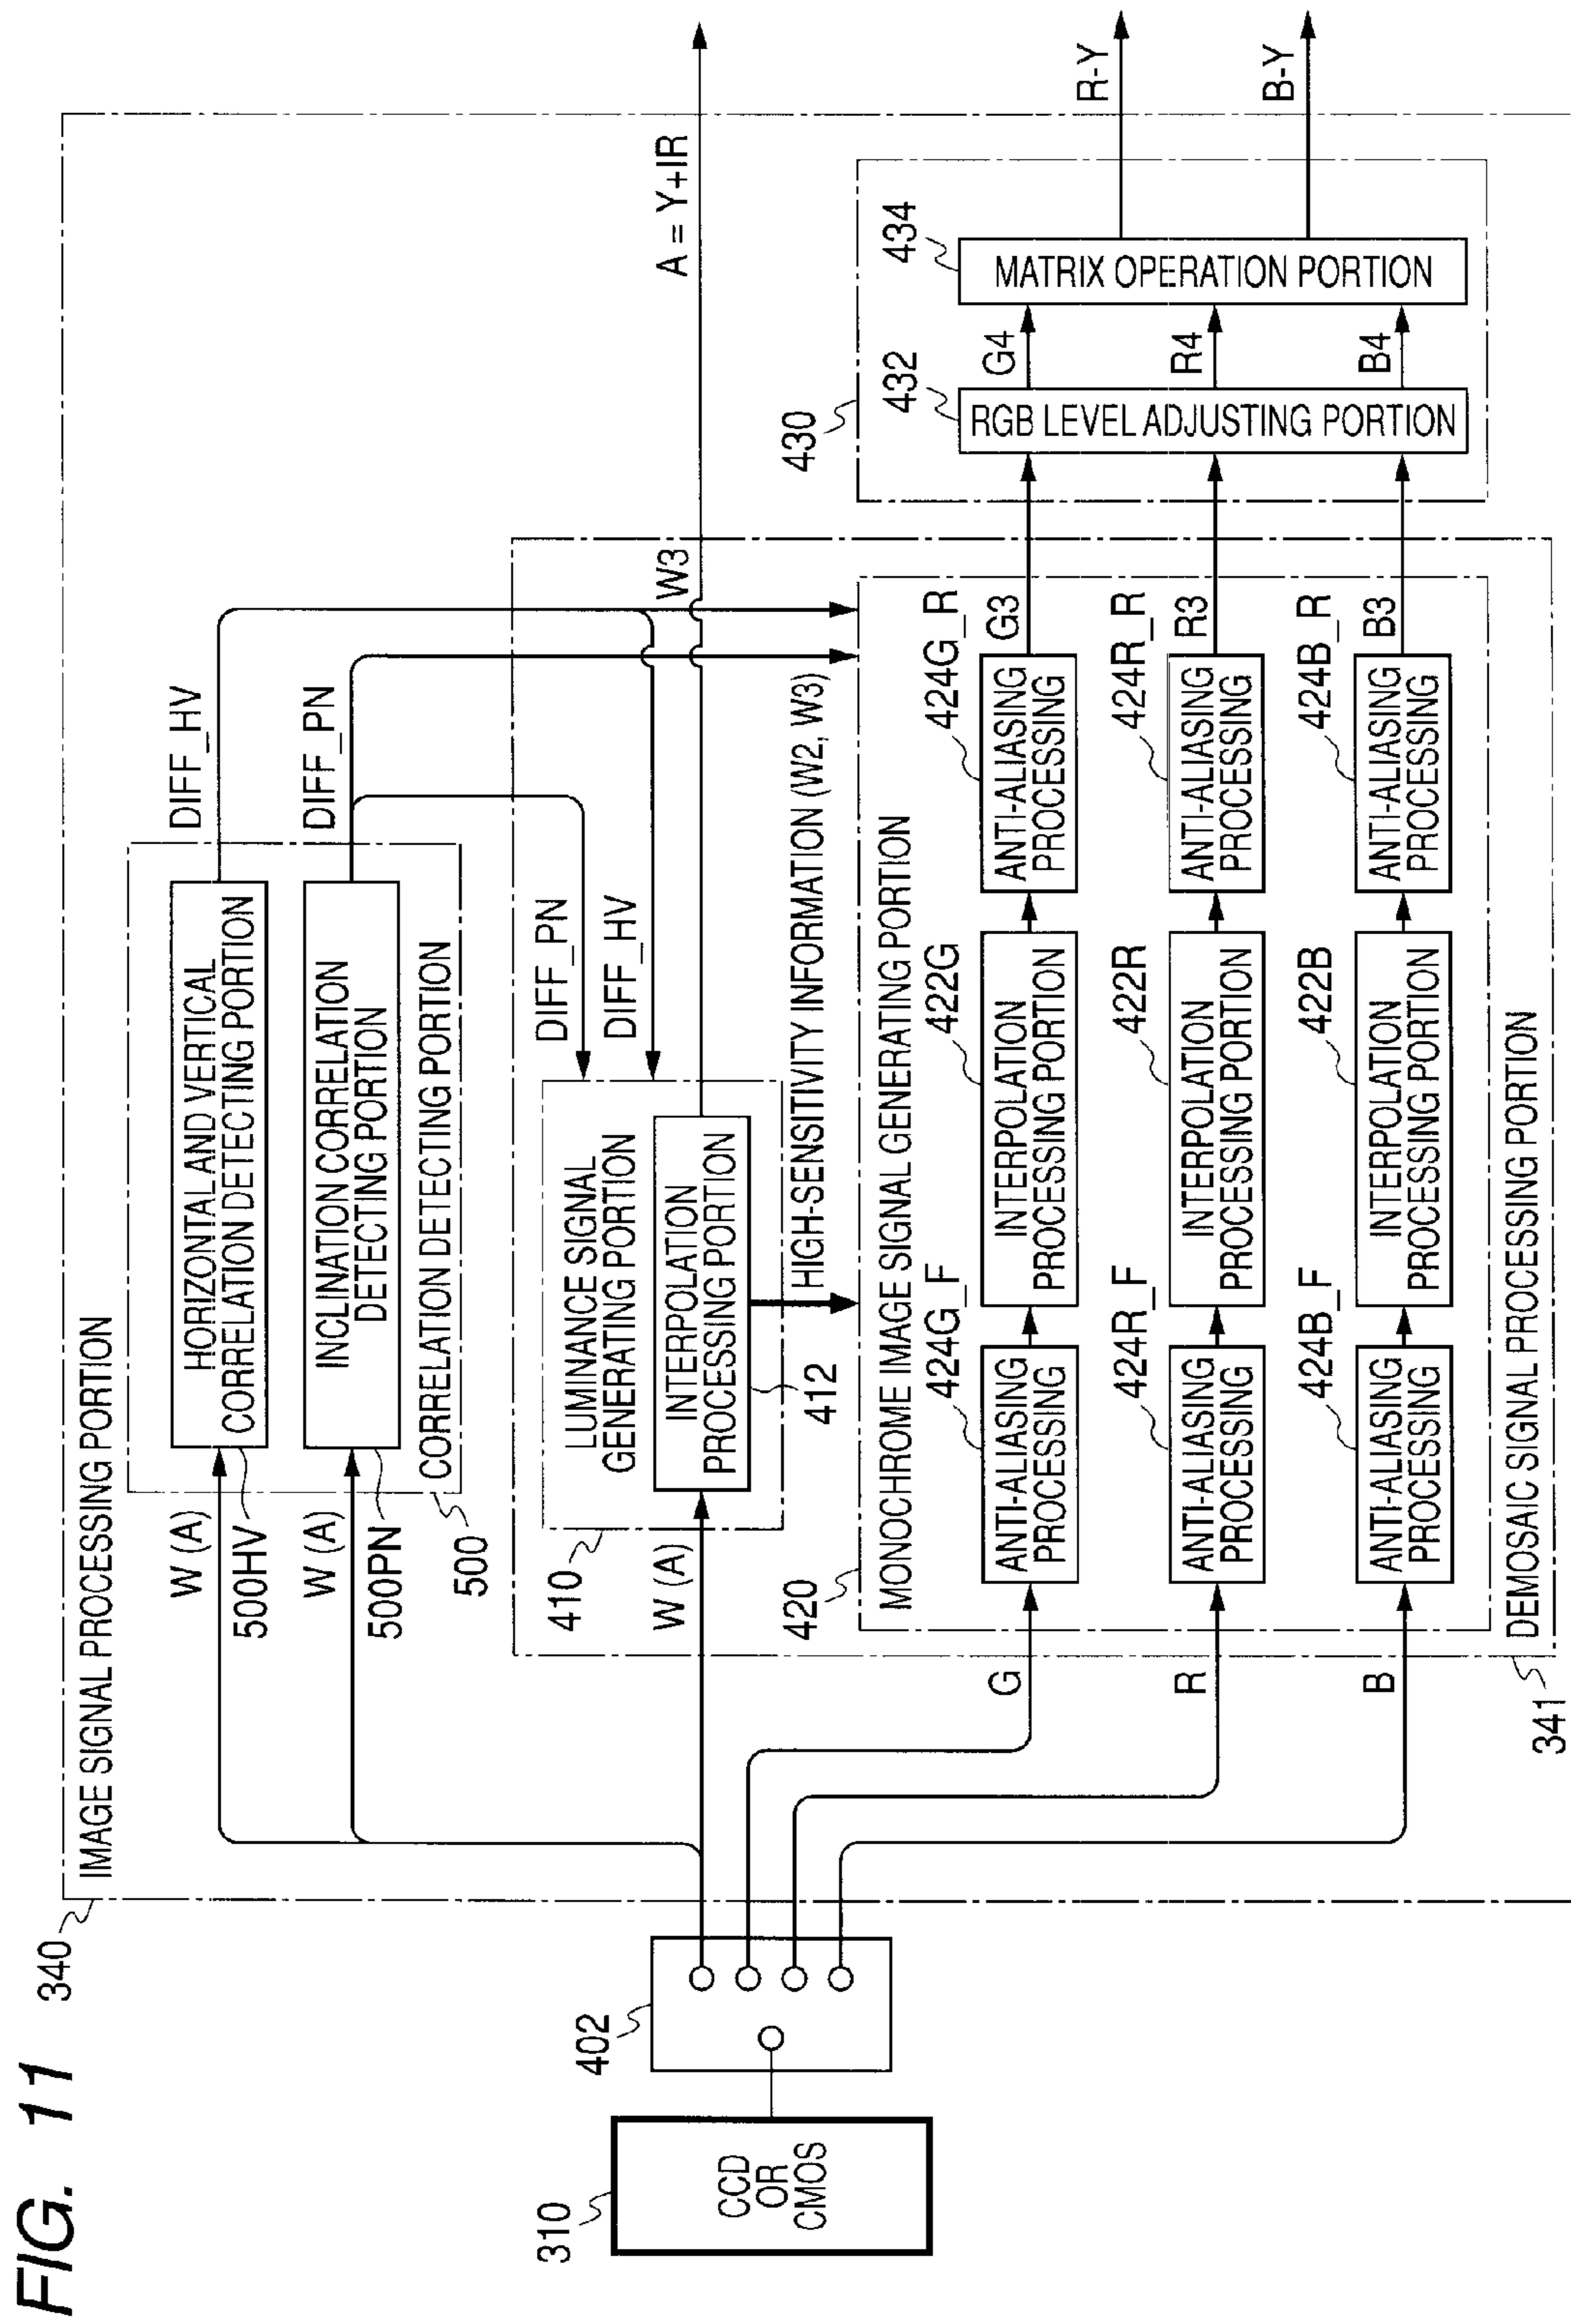 FIG. 11
340
IMAGE SIGNAL PROCESSING PORTION
W (A)
500HV
HORIZONTAL AND VERTICAL
CORRELATION DETECTING PORTION
DIFF_HV
W (A)
500PN
INCLINATION CORRELATION
DETECTING PORTION
DIFF_PN
500
CORRELATION DETECTING PORTION
310
CCD
OR
CMOS
402
410
LUMINANCE SIGNAL
GENERATING PORTION
DIFF_PN
DIFF_HV
W (A)
INTERPOLATION
PROCESSING PORTION
412
W3
A = Y+IR
HIGH-SENSITIVITY INFORMATION (W2, W3)
420
MONOCHROME IMAGE SIGNAL GENERATING PORTION
G
424G_F
ANTI-ALIASING
PROCESSING
422G
INTERPOLATION
PROCESSING PORTION
424G_R
ANTI-ALIASING
PROCESSING
G3
R
424R_F
ANTI-ALIASING
PROCESSING
422R
INTERPOLATION
PROCESSING PORTION
424R_R
ANTI-ALIASING
PROCESSING
R3
B
424B_F
ANTI-ALIASING
PROCESSING
422B
INTERPOLATION
PROCESSING PORTION
424B_R
ANTI-ALIASING
PROCESSING
B3
341
DEMOSAIC SIGNAL PROCESSING PORTION
430
432
RGB LEVEL ADJUSTING PORTION
G4
R4
B4
434
MATRIX OPERATION PORTION
R-Y
B-Y